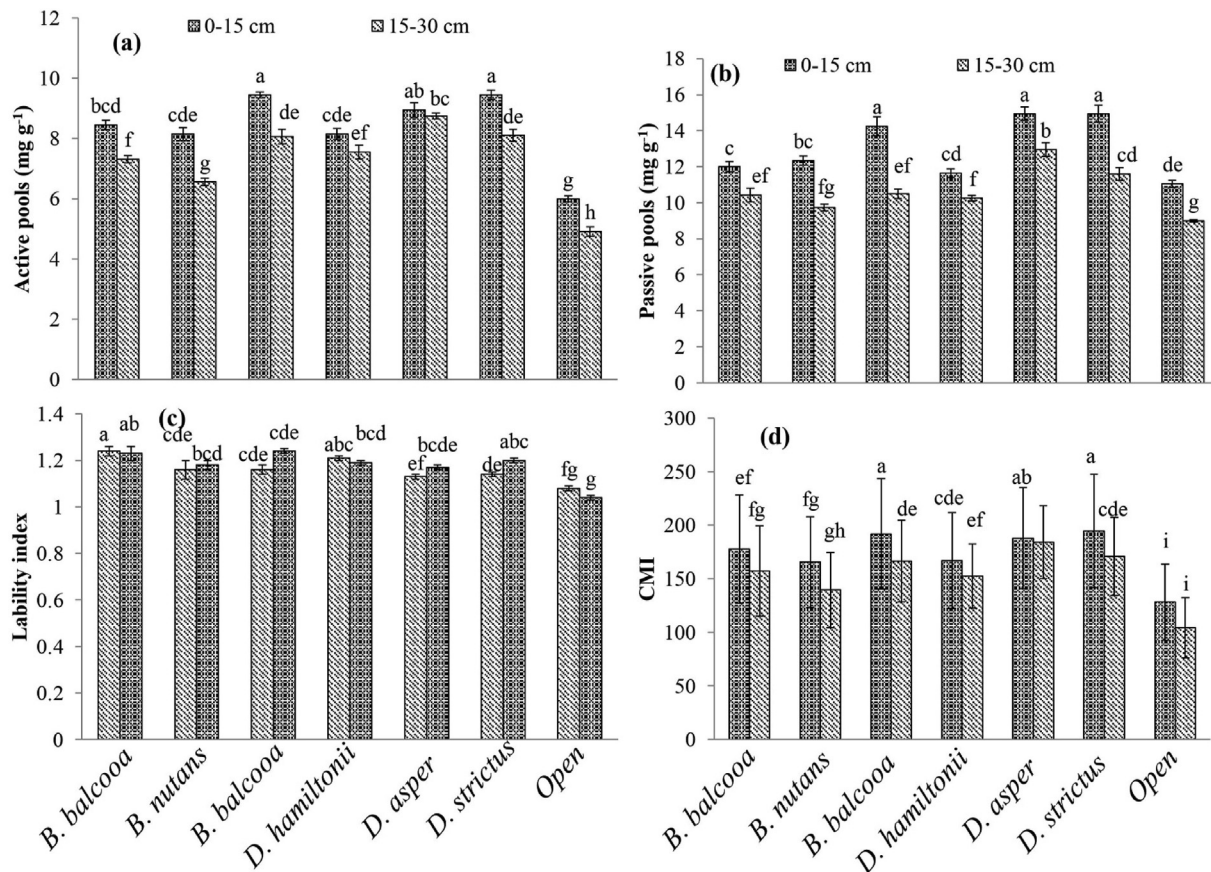 (a)
0-15 cm 15-30 cm
Active pools (mg g-1)
12
10
8
6
4
2
0
bcd f cde g a de cde ef ab bc a de g h
(b)
0-15 cm 15-30 cm
Passive pools (mg g-1)
18
16
14
12
10
8
6
4
2
0
c ef bc fg a ef cd f a b a cd de g
(c)
Lability index
1.4
1.2
1
0.8
0.6
0.4
0.2
0
a ab cde bcd cde cde abc bcd ef bcde de abc fg g
B. balcooa
B. nutans
B. balcooa
D. hamiltonii
D. asper
D. strictus
Open
(d)
CMI
300
250
200
150
100
50
0
ef fg fg gh a de cde ef ab a cde i i
B. balcooa
B. nutans
B. balcooa
D. hamiltonii
D. asper
D. strictus
Open